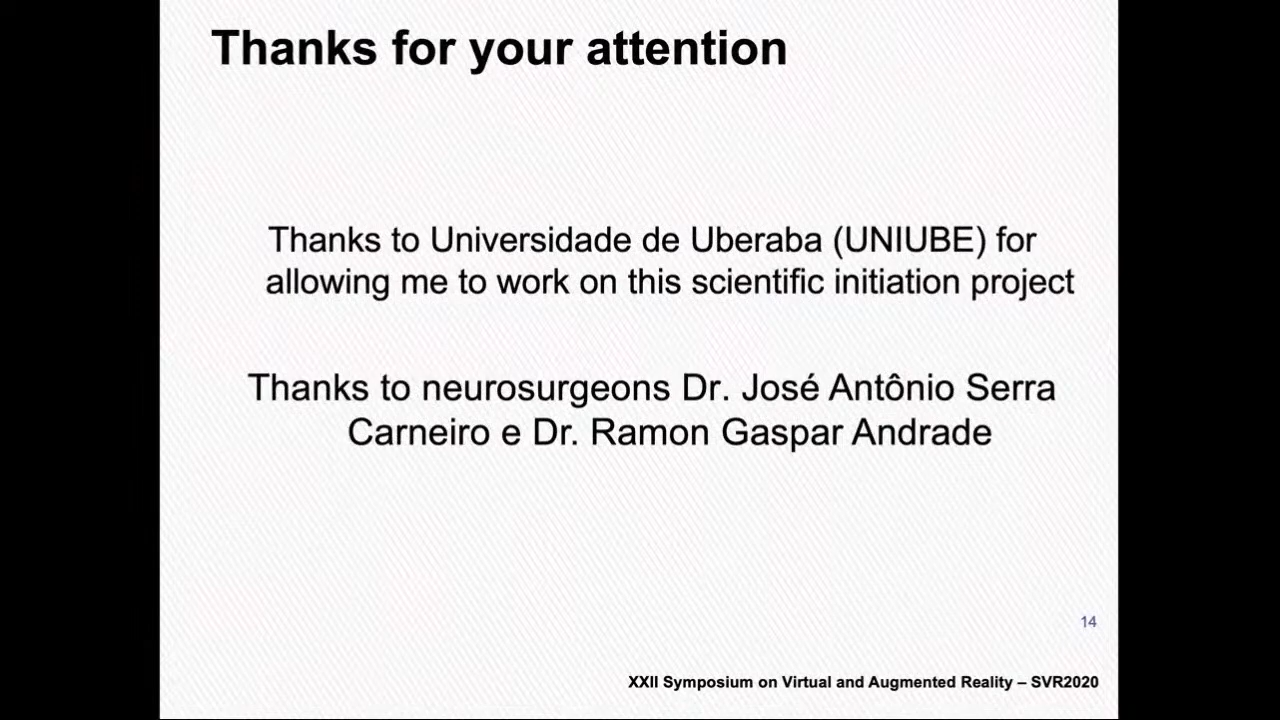 Thanks for your attention
Thanks to Universidade de Uberaba (UNIUBE) for
allowing me to work on this scientific initiation project
Thanks to neurosurgeons Dr. José Antônio Serra
Carneiro e Dr. Ramon Gaspar Andrade
14
XXII Symposium on Virtual and Augmented Reality – SVR2020